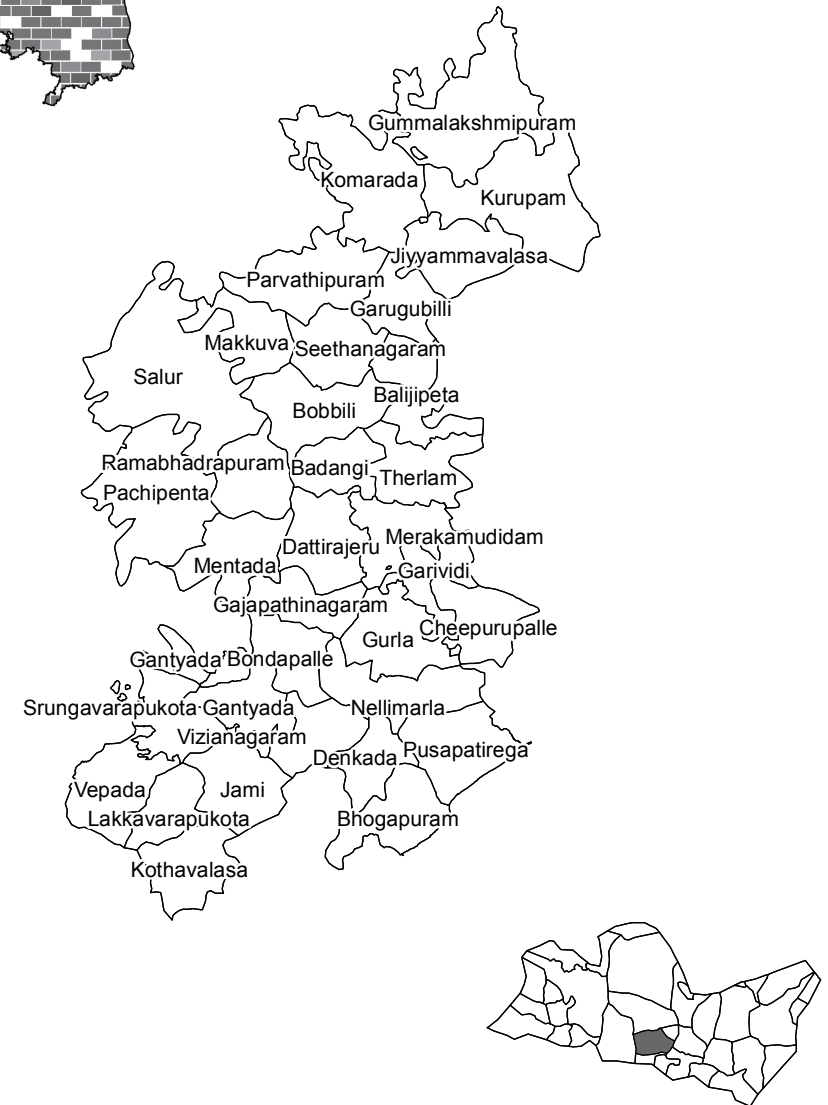 Gummalakshmipuram
Komarada
Kurupam
Jiyyammavalasa
Parvathipuram
Garugubilli
Makkuva
Seethanagaram
Salur
Balijipeta
Bobbili
Ramabhadrapuram
Badangi
Therlam
Pachipenta
Merakamudidam
Dattirajeru
Mentada
Garividi
Gajapathinagaram
Cheepurupalle
Gurla
Gantyada
Bondapalle
Srungavarapukota
Gantyada
Nellimarla
Vizianagaram
Denkada
Pusapatirega
Vepada
Jami
Lakkavarapukota
Bhogapuram
Kothavalasa